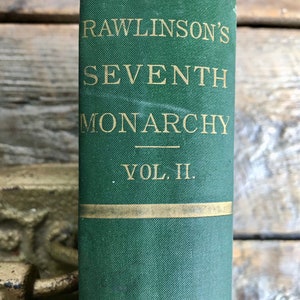 RAWLINSON'S
SEVENTH
MONARCHY
VOL. II.